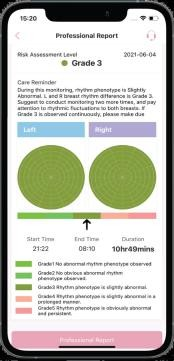 15:20
Professional Report
Risk Assessment Level
2021-06-04
Grade 3
Care Reminder
During this monitoring, rhythm phenotype is Slightly
Abnormal. L and R breast rhythm difference is Grade 3.
Suggest to conduct monitoring two more times, and pay
attention to rhythmic fluctuations to both breasts. If
Grade 3 is observed continuously, please make due
Left
Right
Start Time
End Time
Duration
21:22
08:10
10hr49mins
Grade1 No abnormal rhythm phenotype observed
Grade2 No obvious abnormal rhythm
phenotype observed.
Grade3 Rhythm phenotype is slightly abnormal.
Grade4 Rhythm phenotype is slightly abnormal in a
prolonged manner.
Grade5 Rhythm phenotype is obviously abnormal
and persistent.
Professional Report